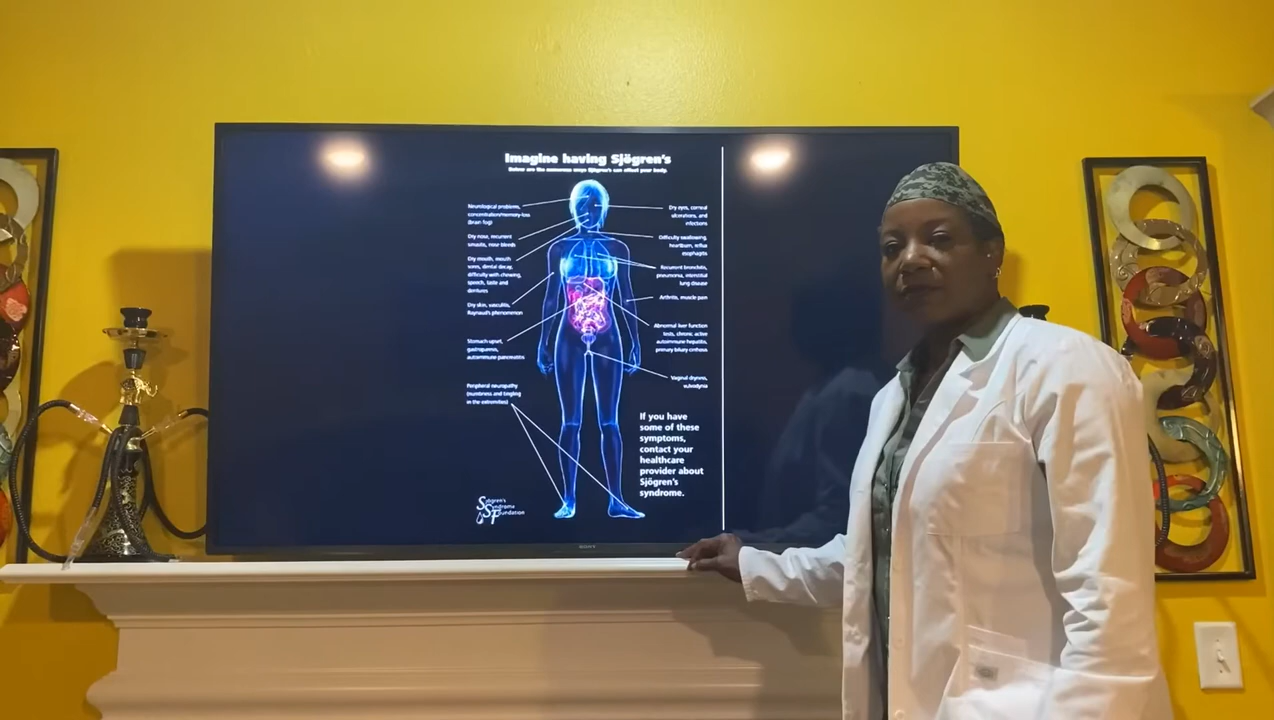 Imagine having Sjögren's
Below are the numerous ways Sjögren's can affect your body.
Neurological problems,
concentration/memory-loss
(brain fog)
Dry nose, recurrent
sinusitis, nose bleeds
Dry mouth, mouth
sores, dental decay,
difficulty with chewing,
speech, taste and
dentures
Dry skin, vasculitis,
Raynaud's phenomenon
Stomach upset,
gastroparesis,
autoimmune pancreatitis
Peripheral neuropathy
(numbness and tingling
in the extremities)
Dry eyes, corneal
ulcerations, and
infections
Difficulty swallowing,
heartburn, reflux
esophagitis
Recurrent bronchitis,
pneumonia, interstitial
lung disease
Arthritis, muscle pain
Abnormal liver function
tests, chronic active
autoimmune hepatitis,
primary biliary cirrhosis
Vaginal dryness,
vulvodynia
If you have
some of these
symptoms,
contact your
healthcare
provider about
Sjögren's
syndrome.
Sjögren's
Syndrome
Foundation
SONY